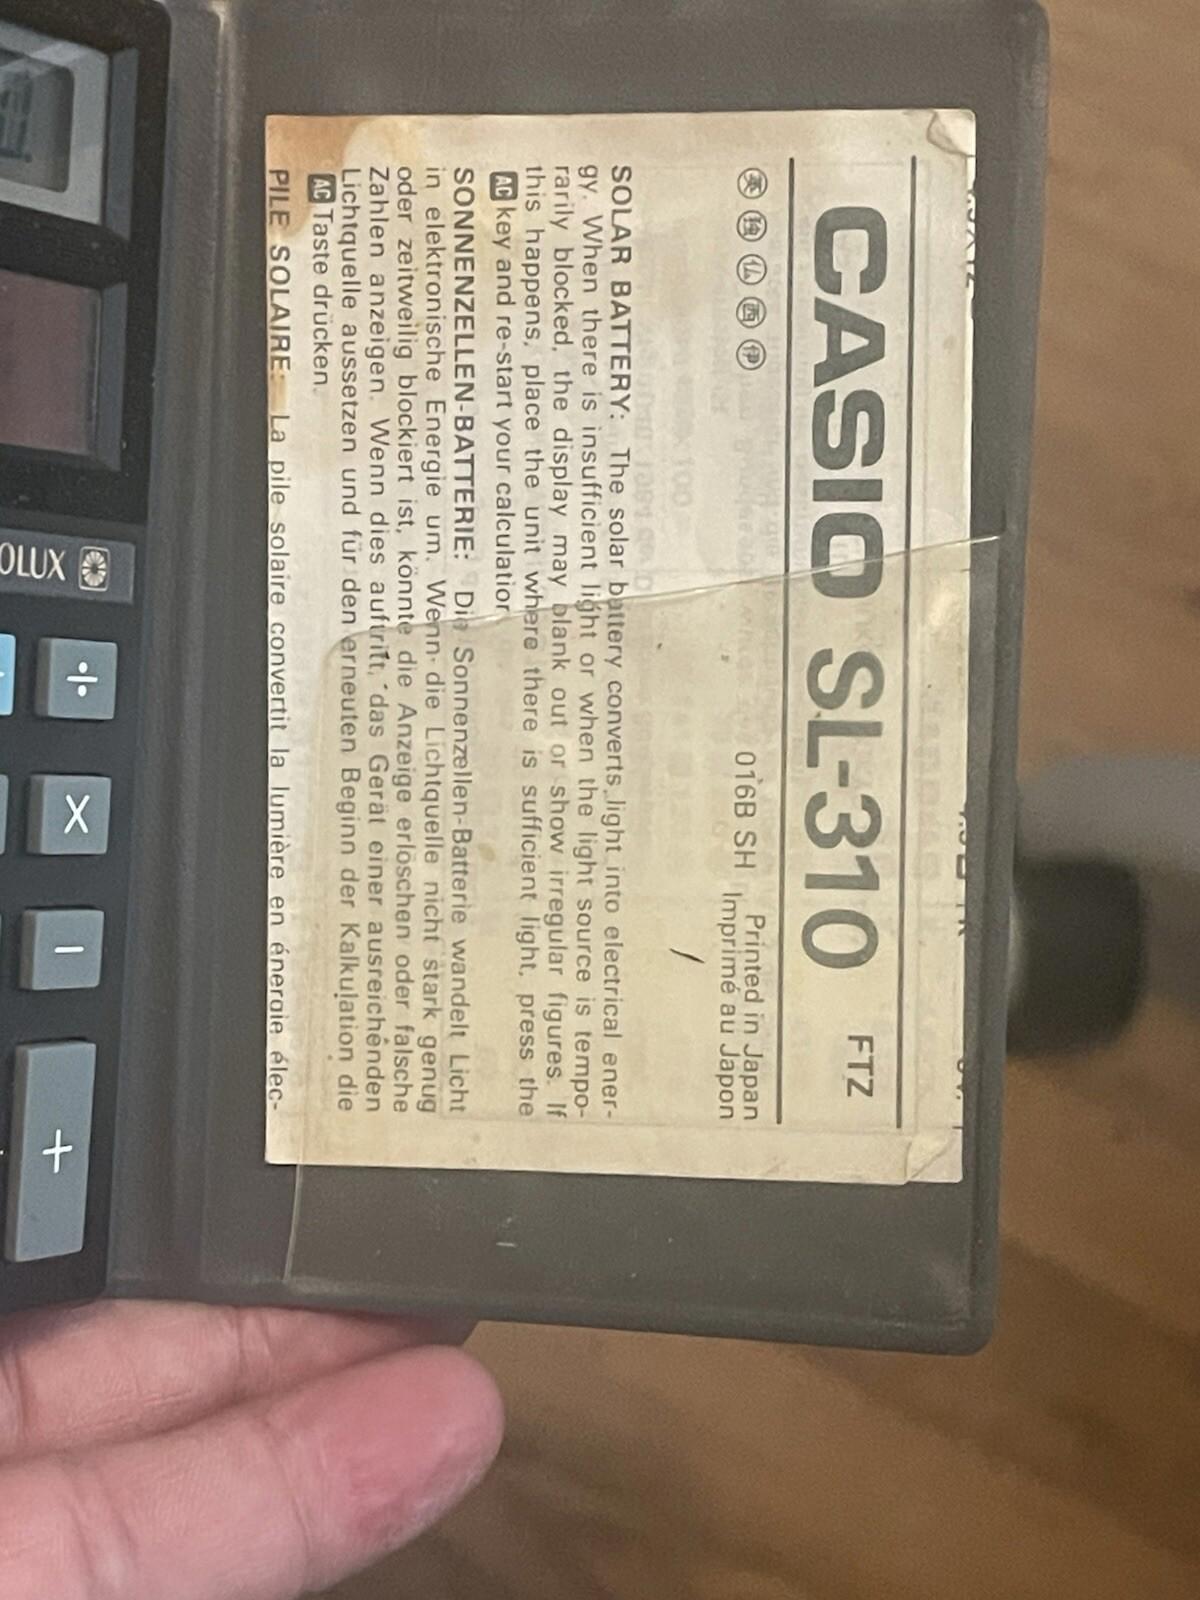 CASIO SL-310 FTZ
英 独 仏 西 伊
Printed in Japan
016B SH Imprimé au Japon
SOLAR BATTERY: The solar battery converts light into electrical ener-
gy. When there is insufficient light or when the light source is tempo-
rarily blocked, the display may blank out or show irregular figures. If
this happens, place the unit where there is sufficient light, press the
AC key and re-start your calculation
SONNENZELLEN-BATTERIE: Die Sonnenzellen-Batterie wandelt Licht
in elektronische Energie um. Wenn die Lichtquelle nicht stark genug
oder zeitweilig blockiert ist, könnte die Anzeige erlöschen oder falsche
Zahlen anzeigen. Wenn dies auftritt, das Gerät einer ausreichenden
Lichtquelle aussetzen und für den erneuten Beginn der Kalkulation die
AC Taste drücken.
PILE SOLAIRE: La pile solaire convertit la lumière en énergie élec-
OLUX
÷
×
−
+